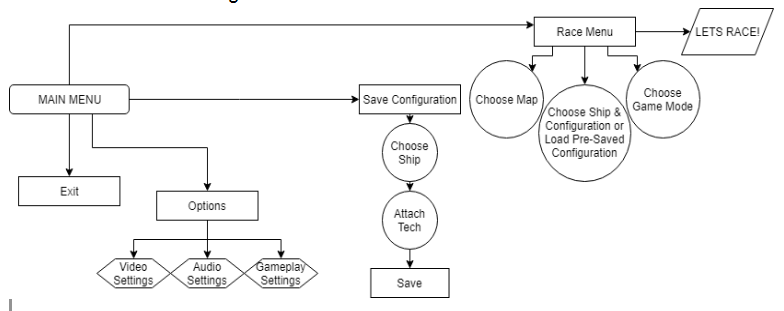 Race Menu
LETS RACE!
MAIN MENU
Save Configuration
Choose Map
Choose Ship &
Configuration or
Load Pre-Saved
Configuration
Choose
Game Mode
Choose
Ship
Exit
Options
Attach
Tech
Video
Settings
Audio
Settings
Gameplay
Settings
Save